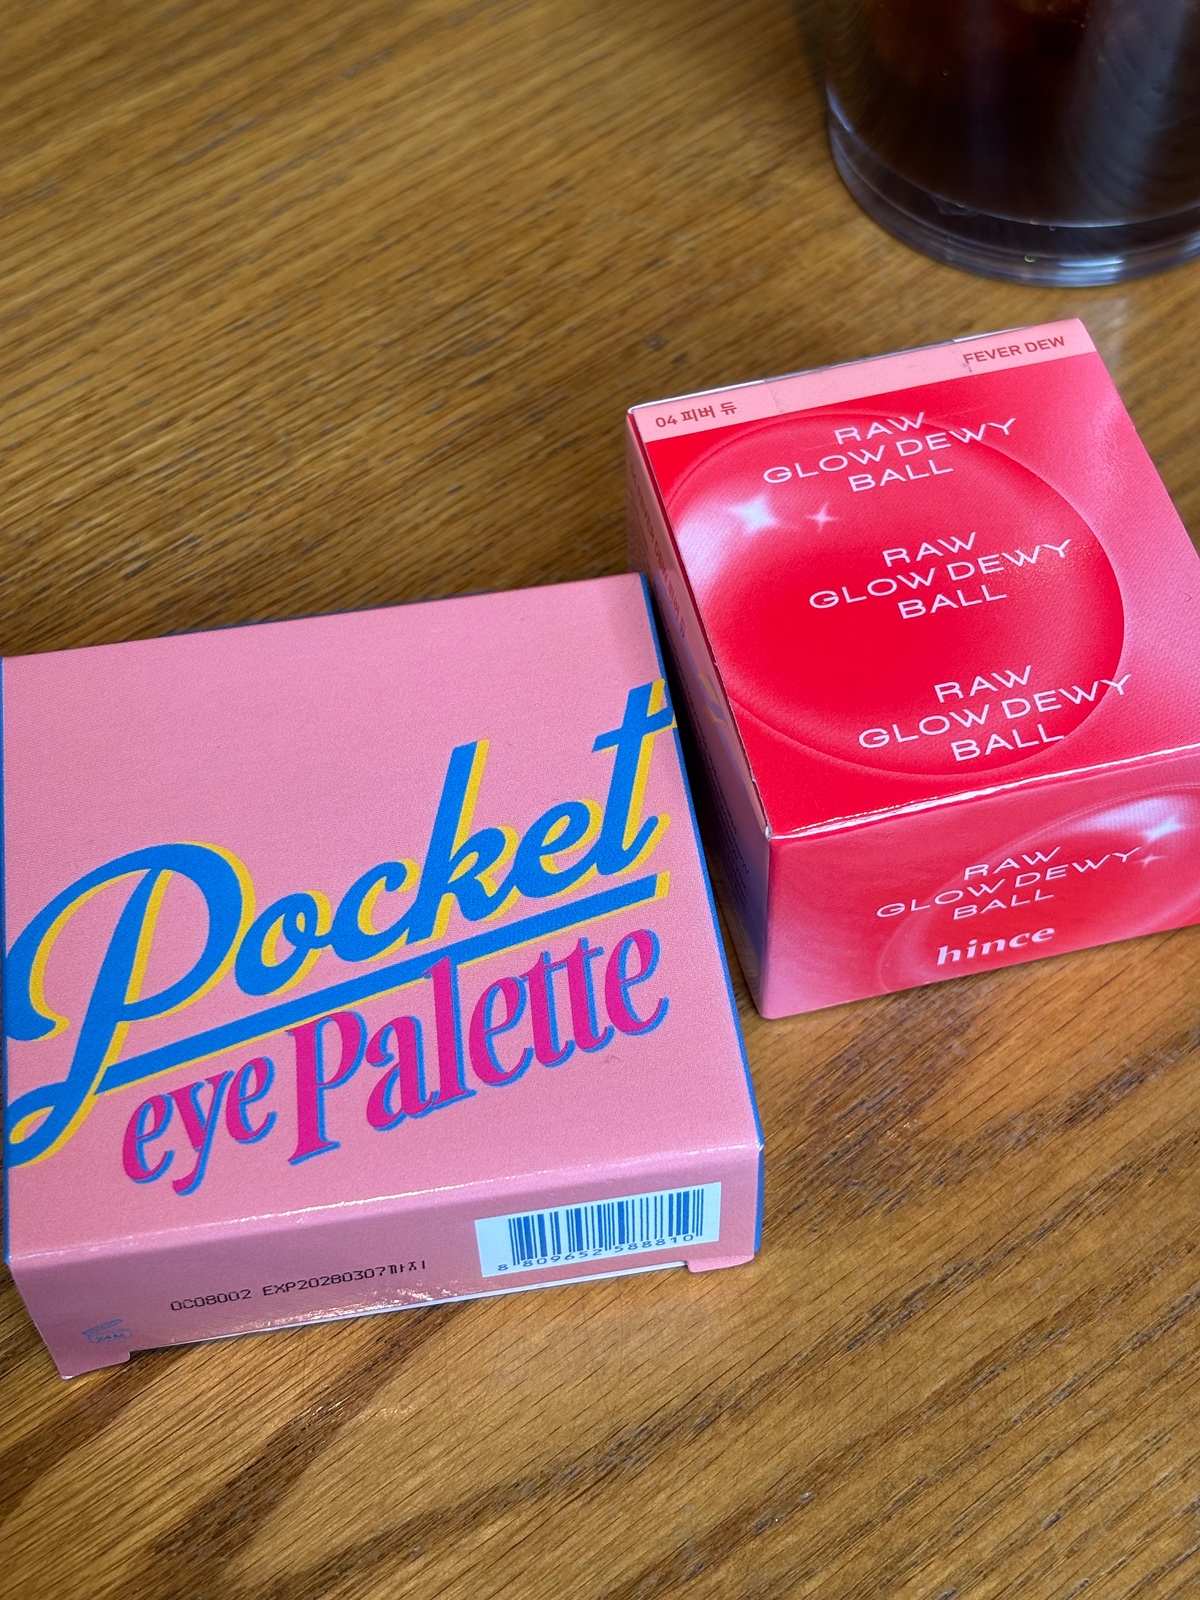 04 피버 듀
FEVER DEW
RAW
GLOW DEWY
BALL
RAW
GLOW DEWY
BALL
RAW
GLOW DEWY
BALL
RAW
GLOW DEWY
BALL
hince
Pocket
eye Palette
OC08002 EXP20280307까지
8 809652 588810
24M